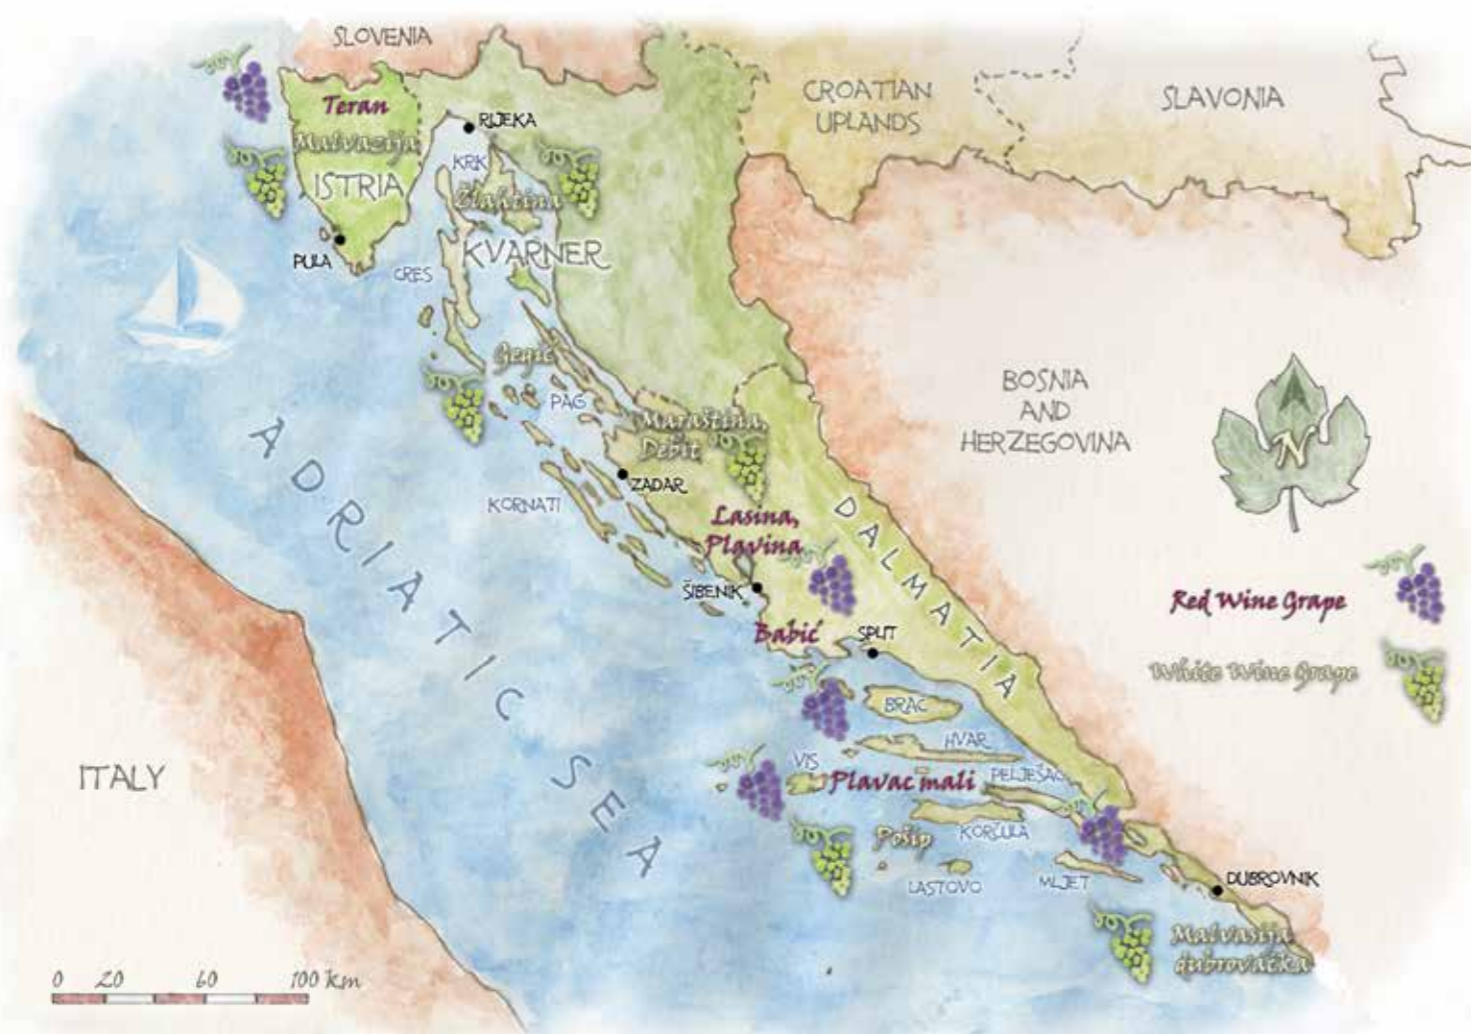 SLOVENIA
CROATIAN
UPLANDS
SLAVONIA
Teran
Malvazija
ISTRIA
RIJEKA
KRK
Žlahtina
KVARNER
PULA
CRES
Gegić
PAG
Maraština,
Debit
ZADAR
KORNATI
Lasina,
Plavina
ŠIBENIK
Babić
SPLIT
DALMATIA
BOSNIA
AND
HERZEGOVINA
N
Red Wine Grape
White Wine Grape
ADRIATIC SEA
ITALY
BRAC
HVAR
VIS
Plavac mali
PELJEŠAC
Pošip
KORČULA
LASTOVO
MLJET
DUBROVNIK
Malvasija
dubrovačka
0 20 60 100 km